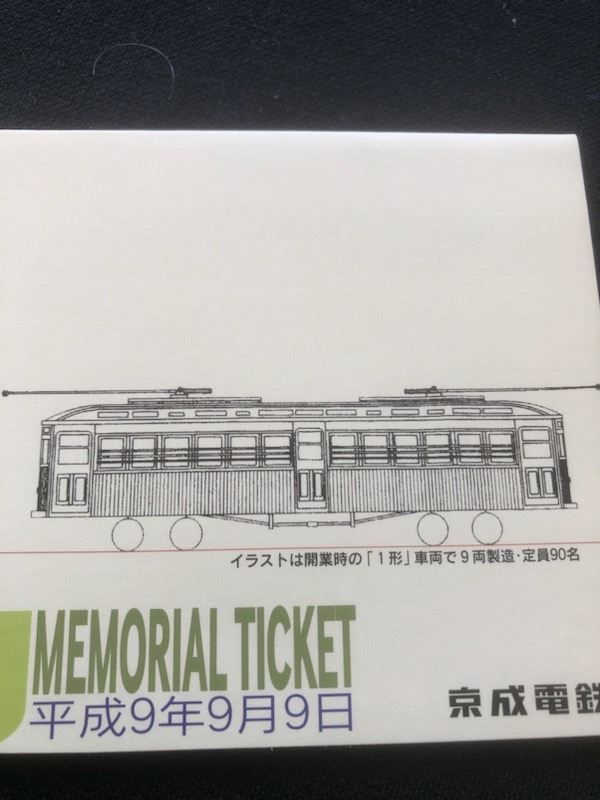 イラストは開業時の「1形」車両で9両製造･定員90名
MEMORIAL TICKET
平成9年9月9日
京成電鉄